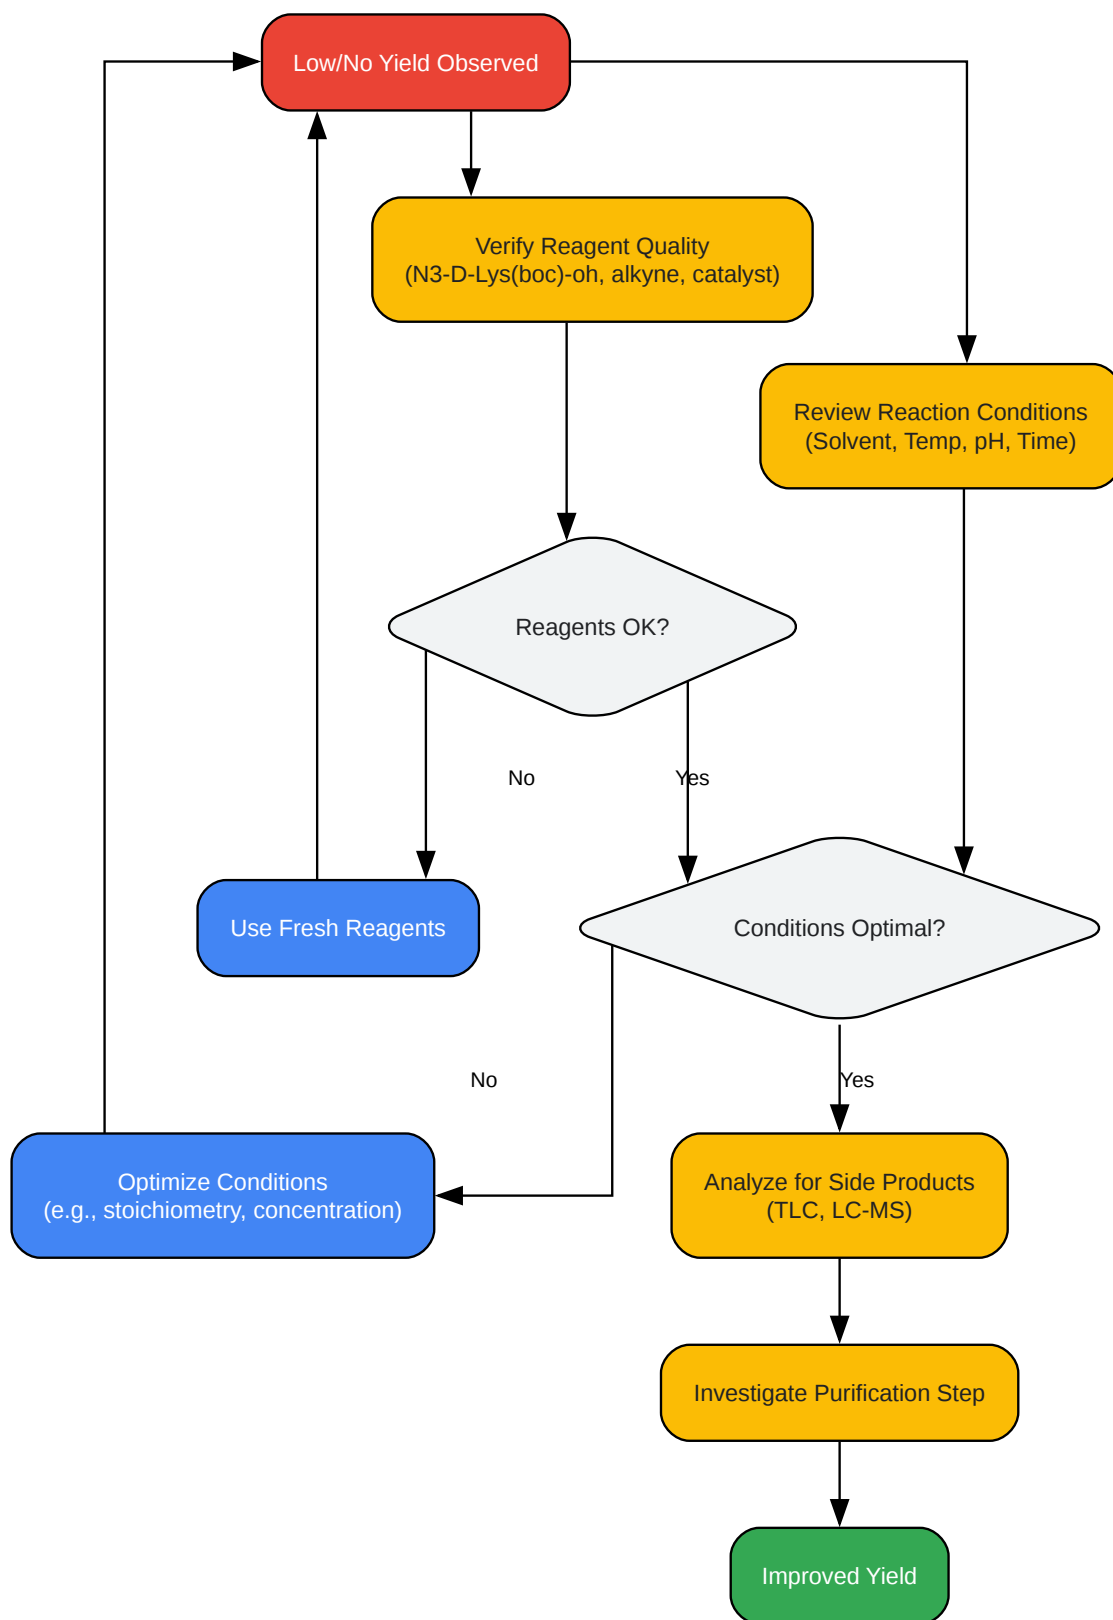 Low/No Yield Observed
Verify Reagent Quality
(N3-D-Lys(boc)-oh, alkyne, catalyst)
Review Reaction Conditions
(Solvent, Temp, pH, Time)
Reagents OK?
No
Yes
Use Fresh Reagents
Conditions Optimal?
No
Yes
Optimize Conditions
(e.g., stoichiometry, concentration)
Analyze for Side Products
(TLC, LC-MS)
Investigate Purification Step
Improved Yield